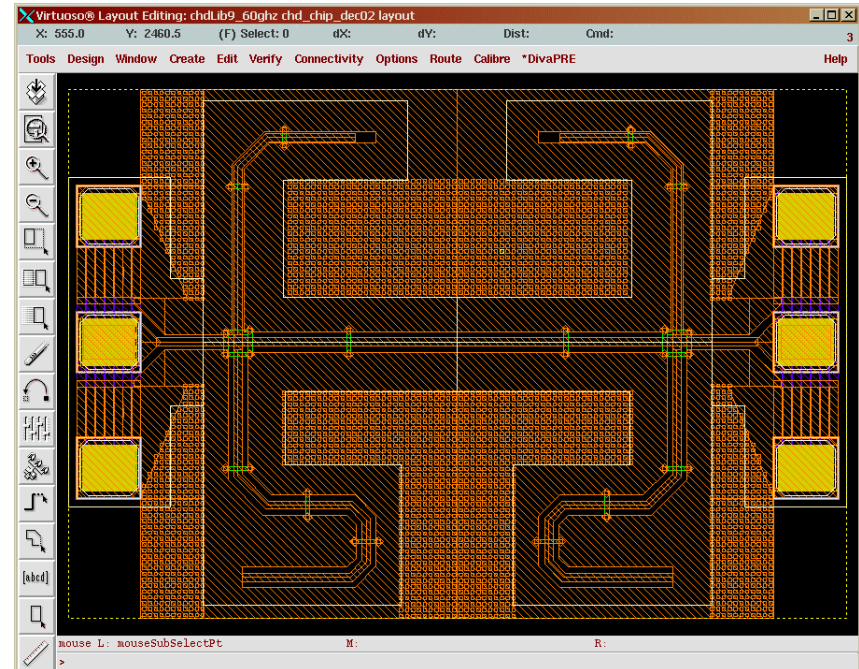 Virtuoso® Layout Editing: chdLib9_60ghz chd_chip_dec02 layout
X: 555.0 Y: 2460.5 (F) Select: 0 dX: dY: Dist: Cmd:
3
Tools Design Window Create Edit Verify Connectivity Options Route Calibre *DivaPRE Help
[abcd]
mouse L: mouseSubSelectPt M: R:
>